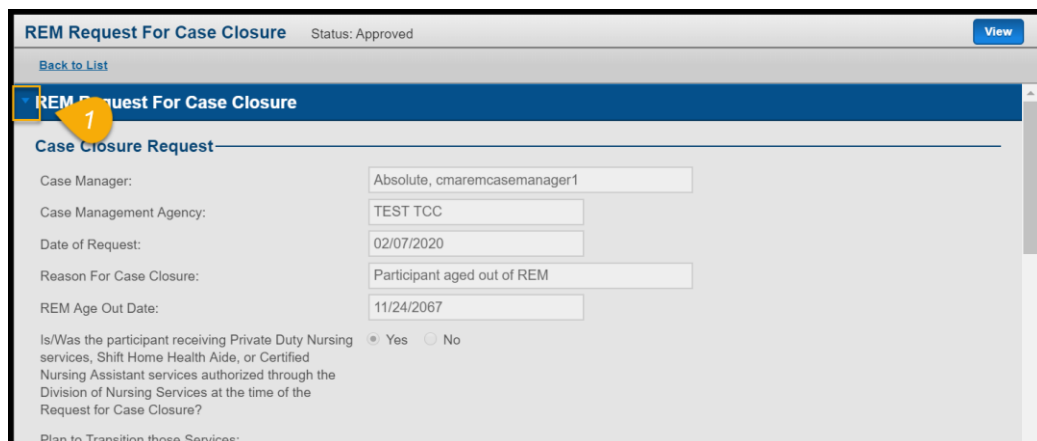 REM Request For Case Closure Status: Approved View
Back to List
REM Request For Case Closure
1
Case Closure Request
Case Manager: Absolute, cmaremcasemanager1
Case Management Agency: TEST TCC
Date of Request: 02/07/2020
Reason For Case Closure: Participant aged out of REM
REM Age Out Date: 11/24/2067
Is/Was the participant receiving Private Duty Nursing Yes No
services, Shift Home Health Aide, or Certified
Nursing Assistant services authorized through the
Division of Nursing Services at the time of the
Request for Case Closure?
Plan to Transition those Services: